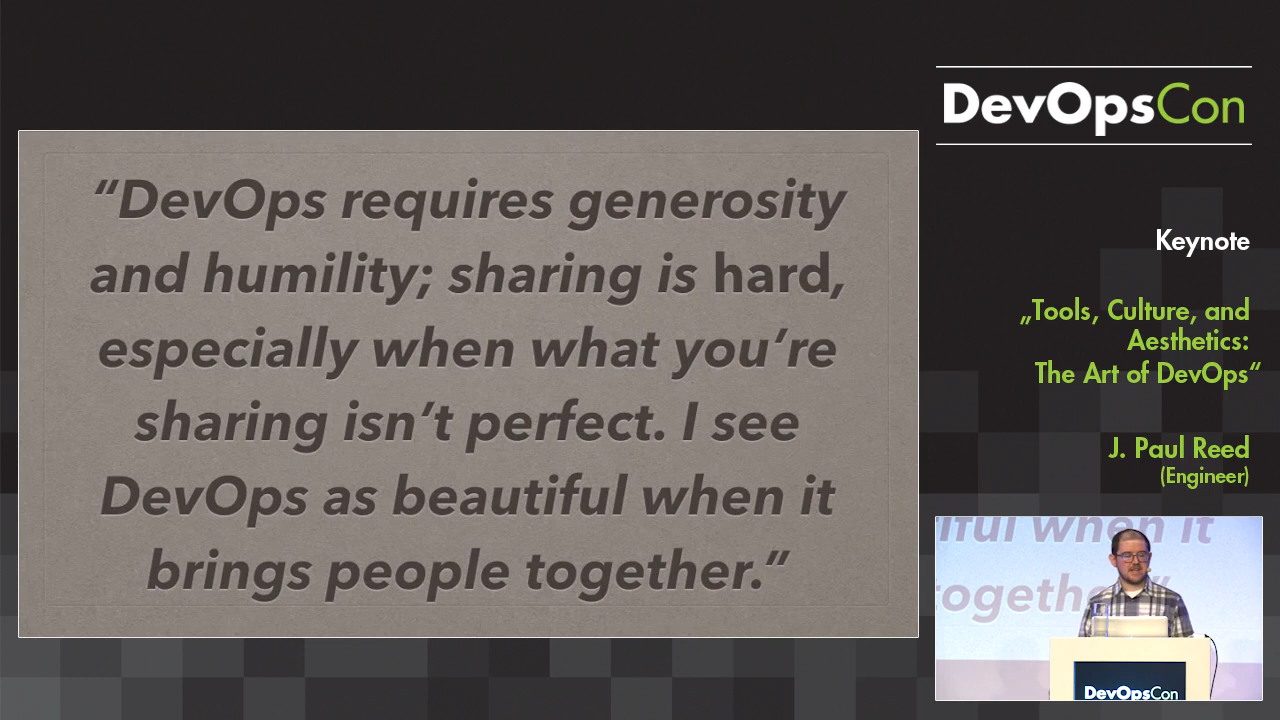 “DevOps requires generosity
and humility; sharing is hard,
especially when what you’re
sharing isn’t perfect. I see
DevOps as beautiful when it
brings people together.”
DevOpsCon
Keynote
„Tools, Culture, and
Aesthetics:
The Art of DevOps“
J. Paul Reed
(Engineer)
when it
DevOpsCon